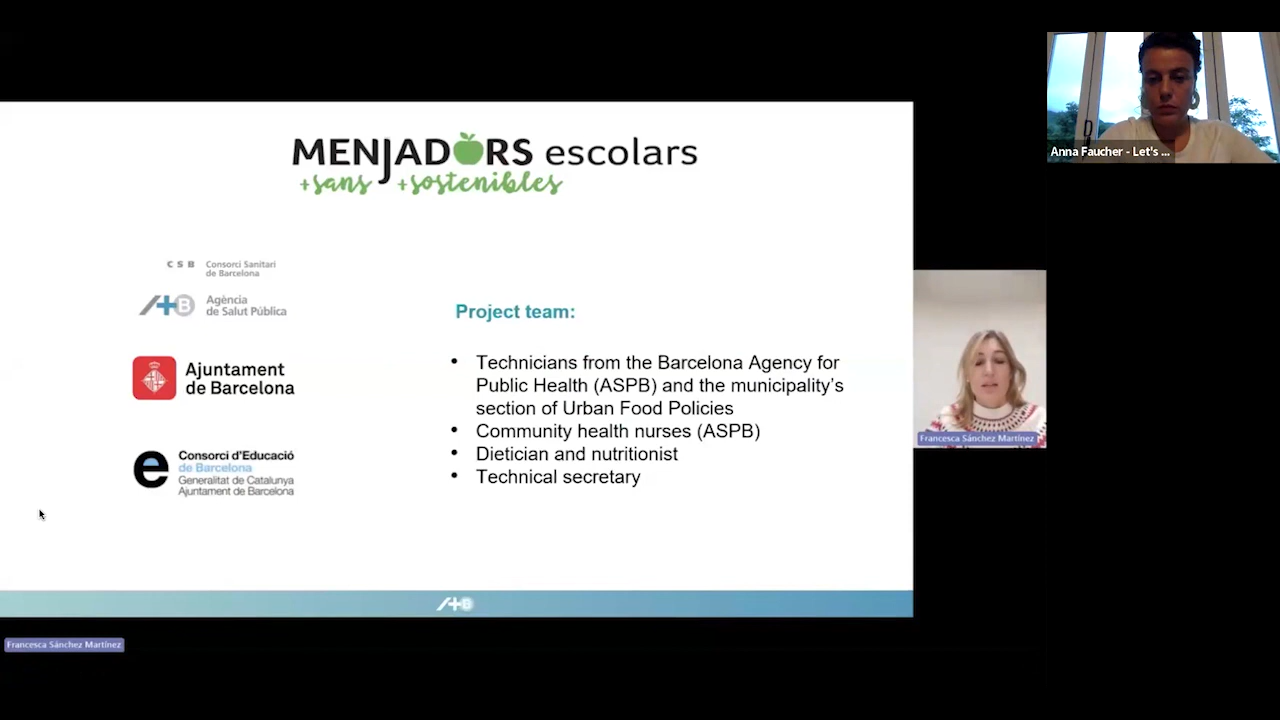 MENJADORS escolars
+sans +sostenibles
CSB Consorci Sanitari
de Barcelona
A+B Agència
de Salut Pública
Ajuntament
de Barcelona
e Consorci d'Educació
de Barcelona
Generalitat de Catalunya
Ajuntament de Barcelona
Project team:
• Technicians from the Barcelona Agency for
Public Health (ASPB) and the municipality's
section of Urban Food Policies
• Community health nurses (ASPB)
• Dietician and nutritionist
• Technical secretary
A+B
Francesca Sánchez Martínez
Francesca Sánchez Martínez
Anna Faucher - Let's ...